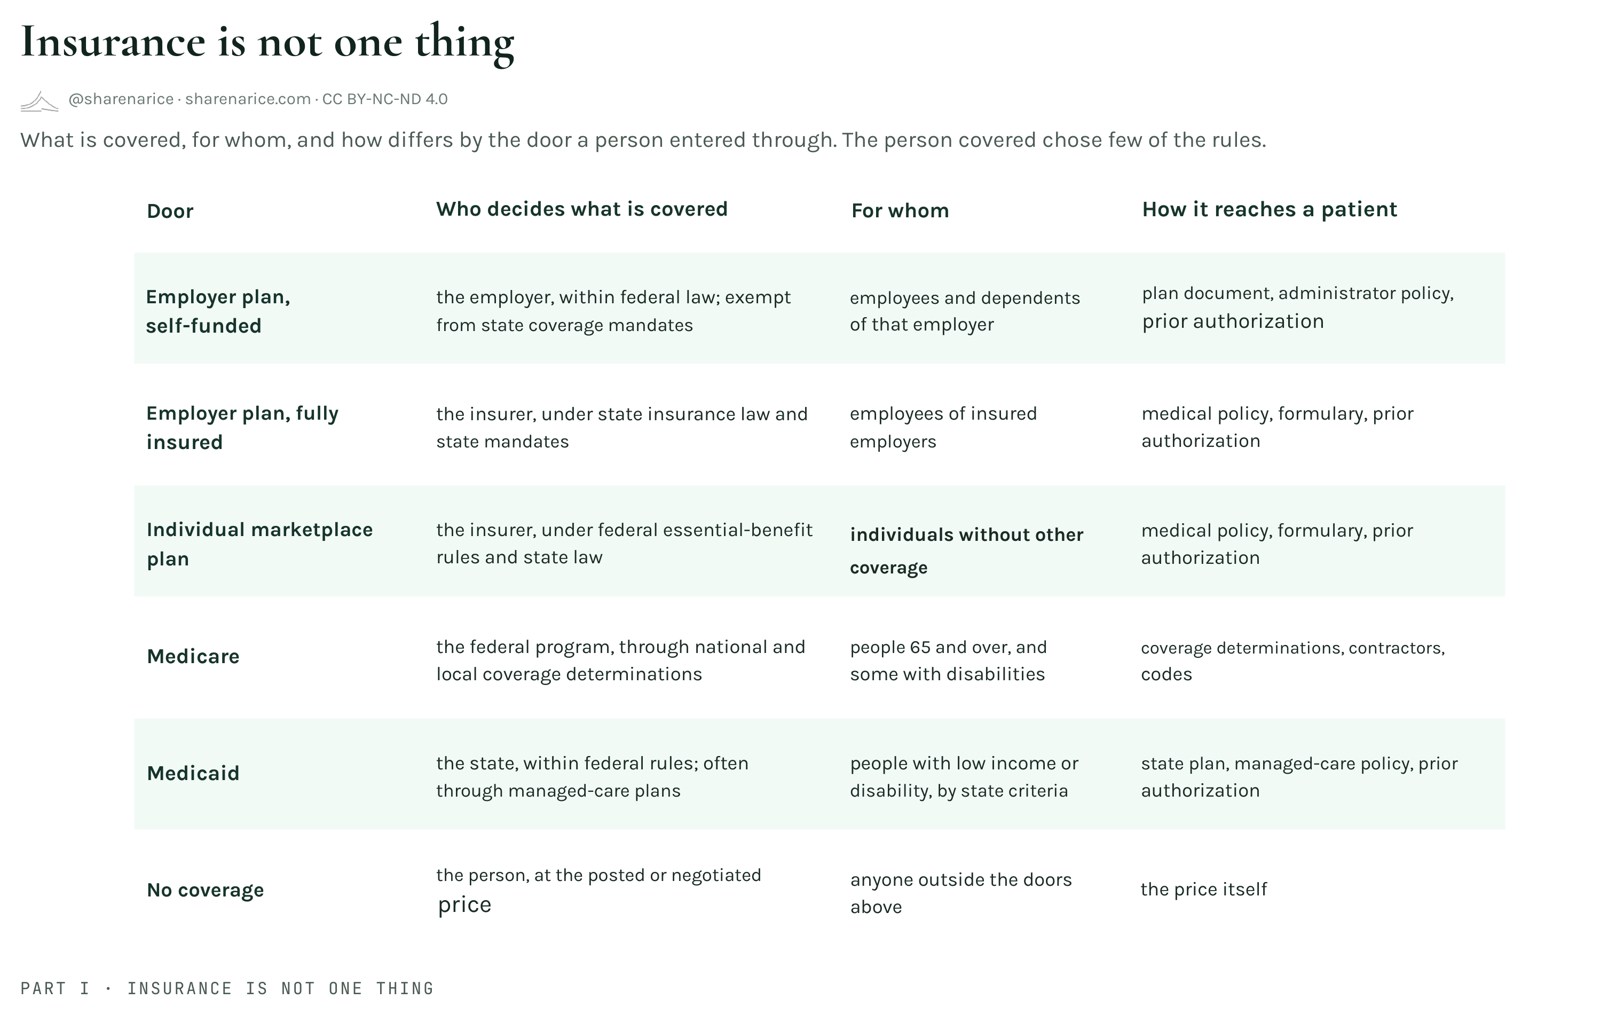 Insurance is not one thing
@sharenarice · sharenarice.com · CC BY-NC-ND 4.0
What is covered, for whom, and how differs by the door a person entered through. The person covered chose few of the rules.
Door
Who decides what is covered
For whom
How it reaches a patient
Employer plan,
self-funded
the employer, within federal law; exempt
from state coverage mandates
employees and dependents
of that employer
plan document, administrator policy,
prior authorization
Employer plan, fully
insured
the insurer, under state insurance law and
state mandates
employees of insured
employers
medical policy, formulary, prior
authorization
Individual marketplace
plan
the insurer, under federal essential-benefit
rules and state law
individuals without other
coverage
medical policy, formulary, prior
authorization
Medicare
the federal program, through national and
local coverage determinations
people 65 and over, and
some with disabilities
coverage determinations, contractors,
codes
Medicaid
the state, within federal rules; often
through managed-care plans
people with low income or
disability, by state criteria
state plan, managed-care policy, prior
authorization
No coverage
the person, at the posted or negotiated
price
anyone outside the doors
above
the price itself
PART I · INSURANCE IS NOT ONE THING